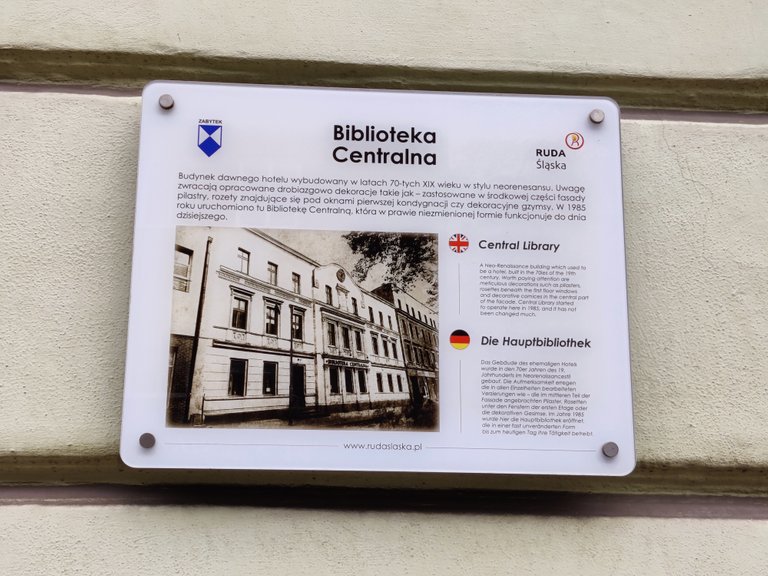 ZABYTEK
Biblioteka
Centralna
RUDA
Śląska
Budynek dawnego hotelu wybudowany w latach 70-tych XIX wieku w stylu neorenesansu. Uwagę
zwracają opracowane drobiazgowo dekoracje takie jak – zastosowane w środkowej części fasady
pilastry, rozety znajdujące się pod oknami pierwszej kondygnacji czy dekoracyjne gzymsy. W 1985
roku uruchomiono tu Bibliotekę Centralną, która w prawie niezmienionej formie funkcjonuje do dnia
dzisiejszego.
BIBLIOTEKA CENTRALNA
Central Library
A Neo-Renaissance building which used to
be a hotel, built in the 70ies of the 19th
century. Worth paying attention are
meticulous decorations such as pilasters,
rosettes beneath the first floor windows
and decorative cornices in the central part
of the facade. Central Library started
to operate here in 1985, and it has not
been changed much.
Die Hauptbibliothek
Das Gebäude des ehemaligen Hotels
wurde in den 70er Jahren des 19.
Jahrhunderts im Neorenaissancestil
gebaut. Die Aufmerksamkeit erregen
die in allen Einzelheiten bearbeiteten
Verzierungen wie – die im mittleren Teil der
Fassade angebrachten Pilaster, Rosetten
unter den Fenstern der ersten Etage oder
die dekorativen Gesimse. Im Jahre 1985
wurde hier die Hauptbibliothek eröffnet,
die in einer fast unveränderten Form
bis zum heutigen Tag ihre Tätigkeit betreibt.
www.rudaslaska.pl